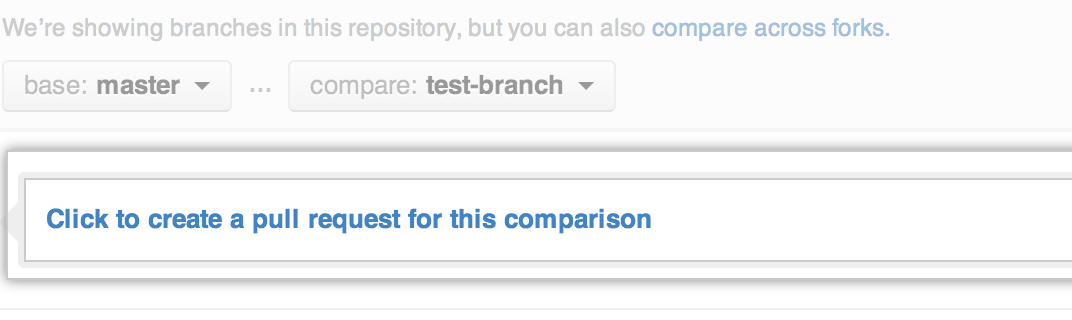 We're showing branches in this repository, but you can also compare across forks.
base: master ... compare: test-branch
Click to create a pull request for this comparison